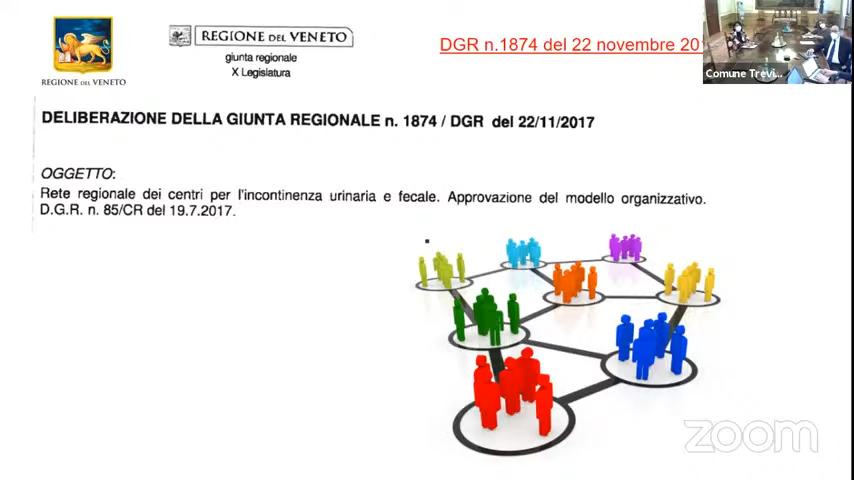 REGIONE DEL VENETO
REGIONE DEL VENETO
giunta regionale
X Legislatura
DGR n.1874 del 22 novembre 20
Comune Trevi...
DELIBERAZIONE DELLA GIUNTA REGIONALE n. 1874 / DGR del 22/11/2017
OGGETTO:
Rete regionale dei centri per l'incontinenza urinaria e fecale. Approvazione del modello organizzativo.
D.G.R. n. 85/CR del 19.7.2017.
zoom